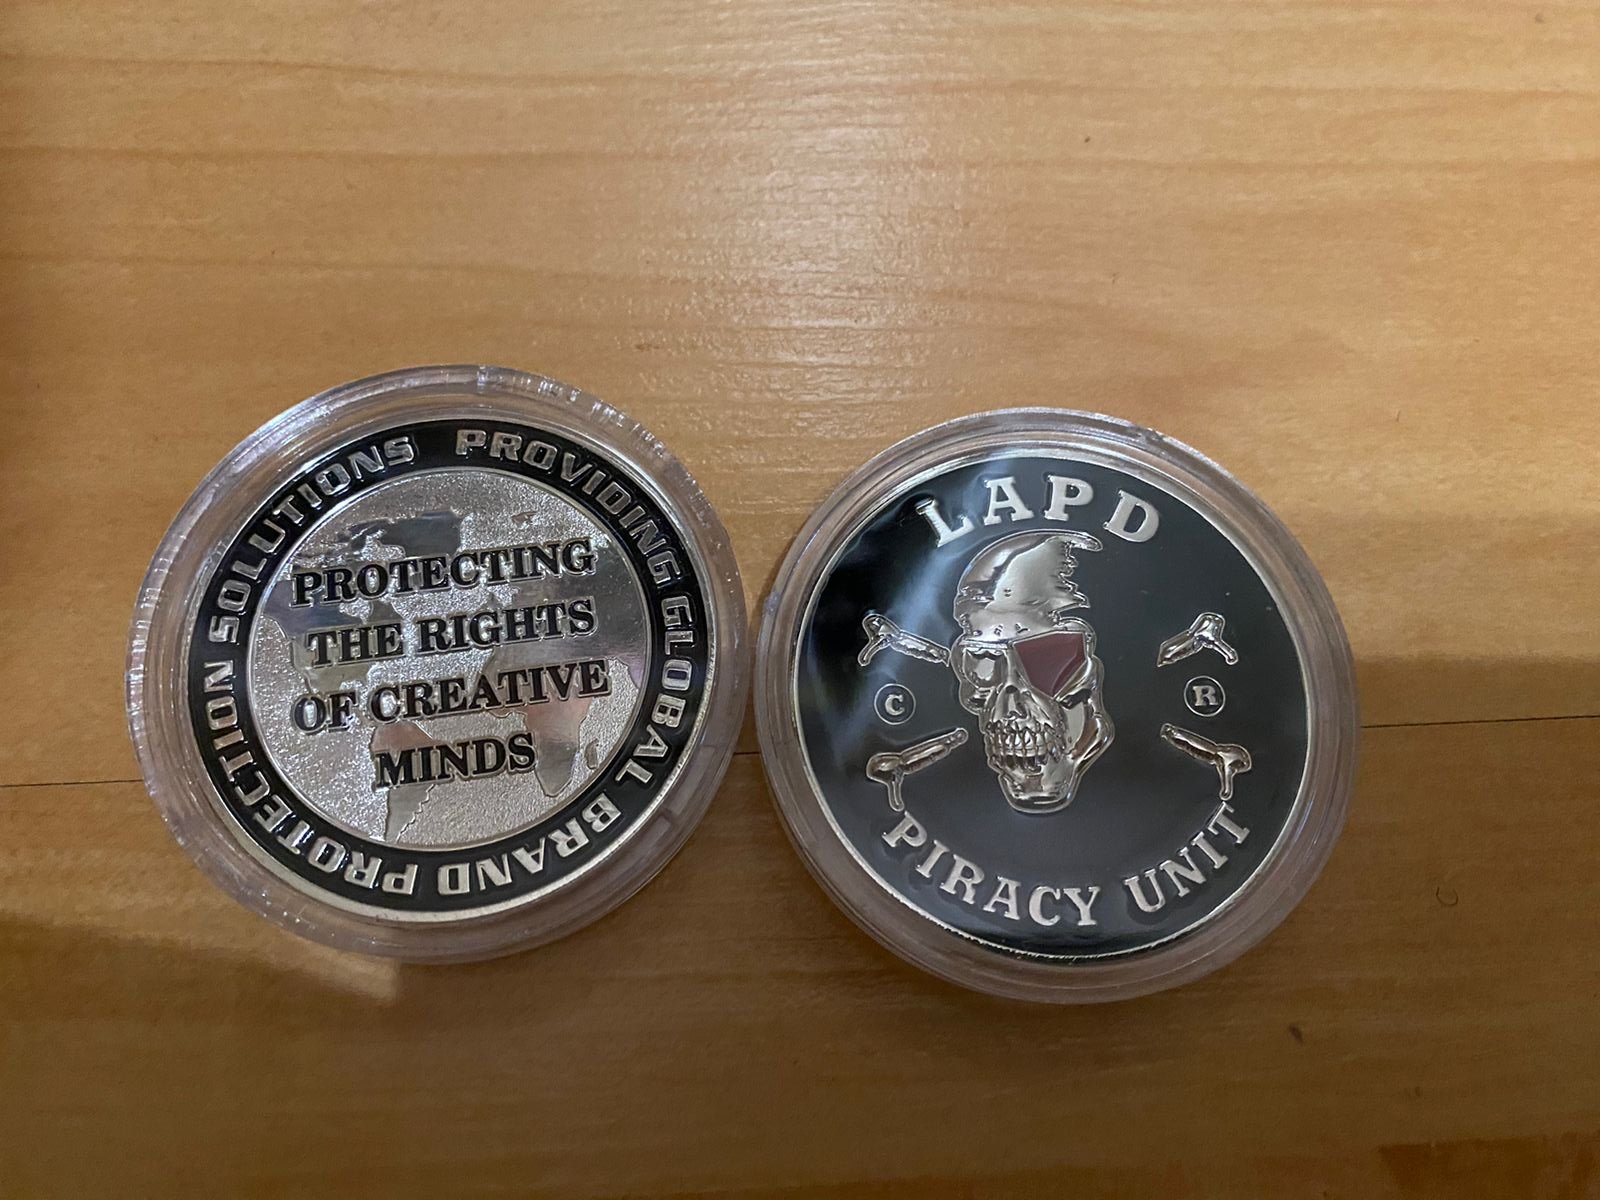 PROVIDING GLOBAL BRAND PROTECTION SOLUTIONS
PROTECTING
THE RIGHTS
OF CREATIVE
MINDS
LAPD
C R
PIRACY UNIT